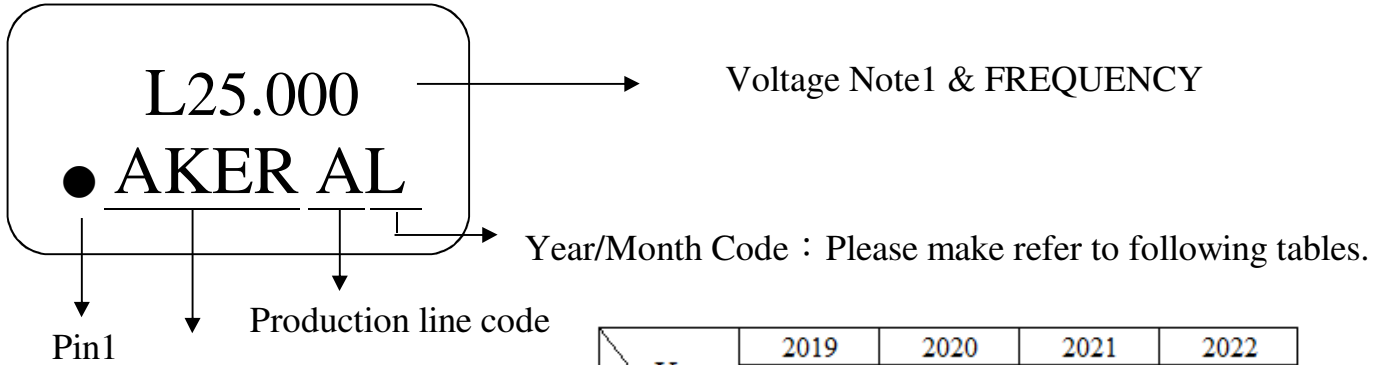 L25.000
Voltage Note1 & FREQUENCY
● AKER AL
Year/Month Code：Please make refer to following tables.
Production line code
Pin1
2019 2020 2021 2022